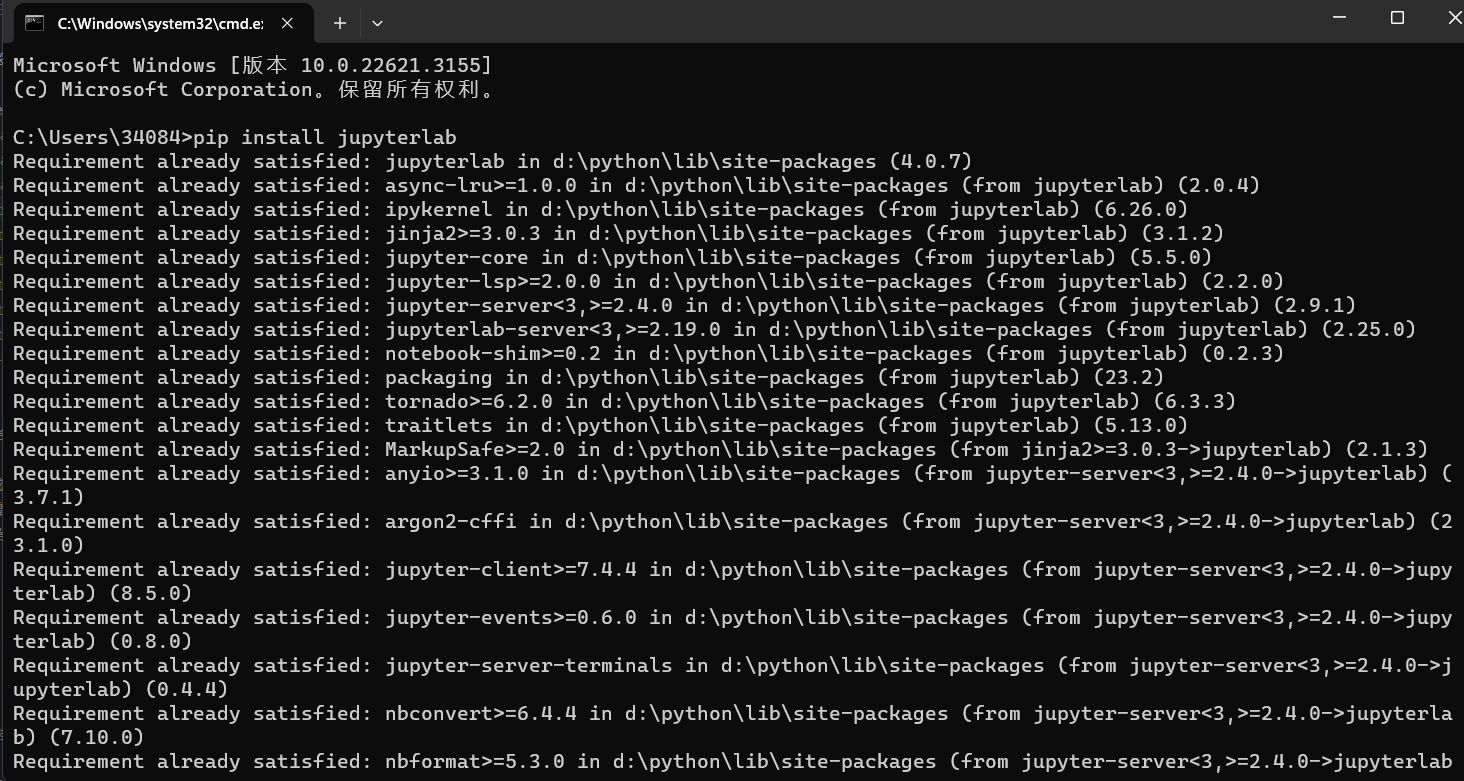 C:\Windows\system32\cmd.e
Microsoft Windows [版本 10.0.22621.3155]
(c) Microsoft Corporation。保留所有权利。
C:\Users\34084>pip install jupyterlab
Requirement already satisfied: jupyterlab in d:\python\lib\site-packages (4.0.7)
Requirement already satisfied: async-lru>=1.0.0 in d:\python\lib\site-packages (from jupyterlab) (2.0.4)
Requirement already satisfied: ipykernel in d:\python\lib\site-packages (from jupyterlab) (6.26.0)
Requirement already satisfied: jinja2>=3.0.3 in d:\python\lib\site-packages (from jupyterlab) (3.1.2)
Requirement already satisfied: jupyter-core in d:\python\lib\site-packages (from jupyterlab) (5.5.0)
Requirement already satisfied: jupyter-lsp>=2.0.0 in d:\python\lib\site-packages (from jupyterlab) (2.2.0)
Requirement already satisfied: jupyter-server<3,>=2.4.0 in d:\python\lib\site-packages (from jupyterlab) (2.9.1)
Requirement already satisfied: jupyterlab-server<3,>=2.19.0 in d:\python\lib\site-packages (from jupyterlab) (2.25.0)
Requirement already satisfied: notebook-shim>=0.2 in d:\python\lib\site-packages (from jupyterlab) (0.2.3)
Requirement already satisfied: packaging in d:\python\lib\site-packages (from jupyterlab) (23.2)
Requirement already satisfied: tornado>=6.2.0 in d:\python\lib\site-packages (from jupyterlab) (6.3.3)
Requirement already satisfied: traitlets in d:\python\lib\site-packages (from jupyterlab) (5.13.0)
Requirement already satisfied: MarkupSafe>=2.0 in d:\python\lib\site-packages (from jinja2>=3.0.3->jupyterlab) (2.1.3)
Requirement already satisfied: anyio>=3.1.0 in d:\python\lib\site-packages (from jupyter-server<3,>=2.4.0->jupyterlab) (
3.7.1)
Requirement already satisfied: argon2-cffi in d:\python\lib\site-packages (from jupyter-server<3,>=2.4.0->jupyterlab) (2
3.1.0)
Requirement already satisfied: jupyter-client>=7.4.4 in d:\python\lib\site-packages (from jupyter-server<3,>=2.4.0->jupy
terlab) (8.5.0)
Requirement already satisfied: jupyter-events>=0.6.0 in d:\python\lib\site-packages (from jupyter-server<3,>=2.4.0->jupy
terlab) (0.8.0)
Requirement already satisfied: jupyter-server-terminals in d:\python\lib\site-packages (from jupyter-server<3,>=2.4.0->j
upyterlab) (0.4.4)
Requirement already satisfied: nbconvert>=6.4.4 in d:\python\lib\site-packages (from jupyter-server<3,>=2.4.0->jupyterla
b) (7.10.0)
Requirement already satisfied: nbformat>=5.3.0 in d:\python\lib\site-packages (from jupyter-server<3,>=2.4.0->jupyterlab